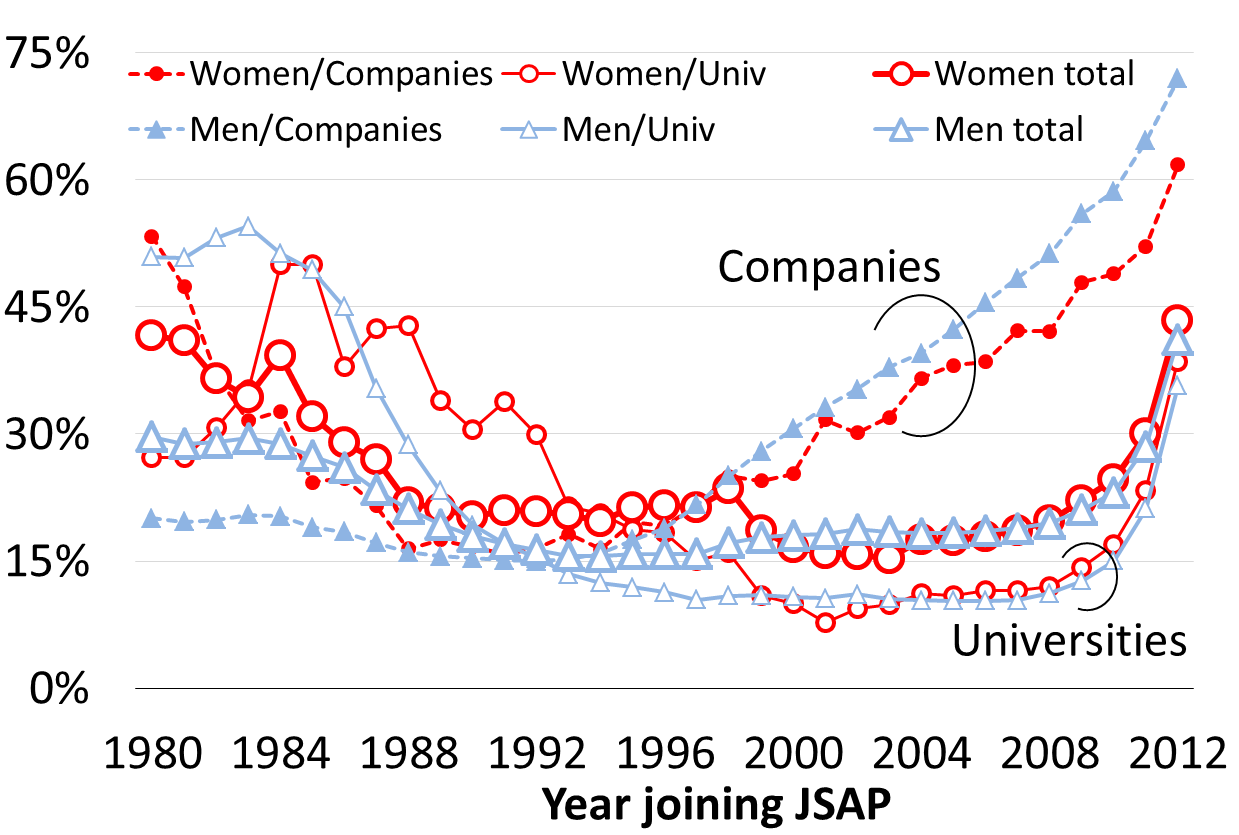 75%
Women/Companies Women/Univ Women total
Men/Companies Men/Univ Men total
60%
Companies
45%
30%
15%
Universities
0%
1980 1984 1988 1992 1996 2000 2004 2008 2012
Year joining JSAP